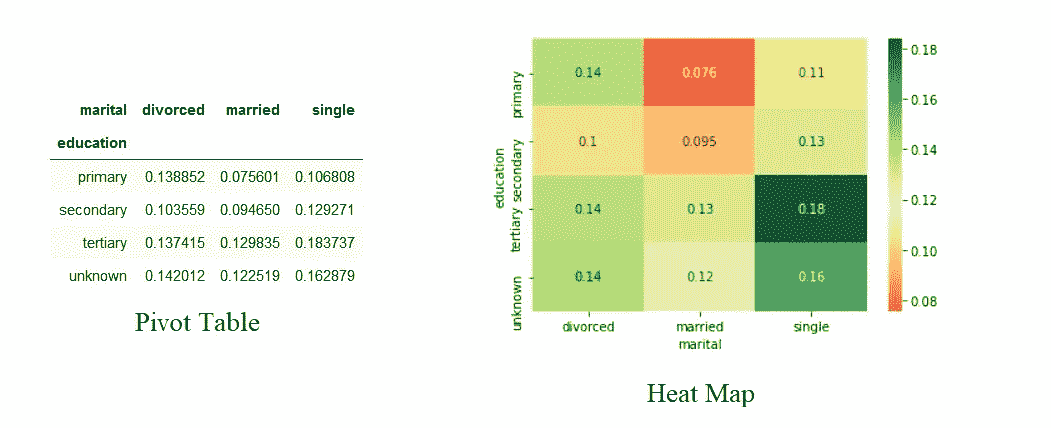 marital divorced married single
education
primary 0.138852 0.075601 0.106808
secondary 0.103559 0.094650 0.129271
tertiary 0.137415 0.129835 0.183737
unknown 0.142012 0.122519 0.162879
Pivot Table
education
primary
secondary
tertiary
unknown
0.14 0.076 0.11
0.1 0.095 0.13
0.14 0.13 0.18
0.14 0.12 0.16
divorced married single
marital
0.18
0.16
0.14
0.12
0.10
0.08
Heat Map